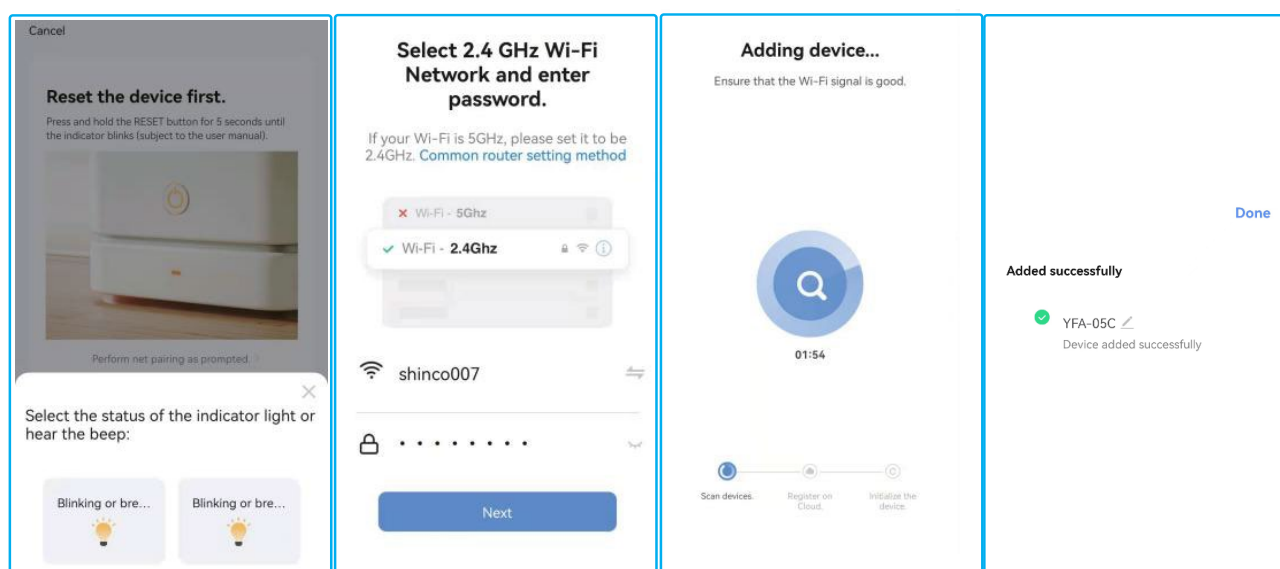 Cancel
Reset the device first.
Press and hold the RESET button for 5 seconds until
the indicator blinks (subject to the user manual).
Perform net pairing as prompted.
Select the status of the indicator light or
hear the beep:
Blinking or bre...
Blinking or bre...
Select 2.4 GHz Wi-Fi
Network and enter
password.
If your Wi-Fi is 5GHz, please set it to be
2.4GHz. Common router setting method
Wi-Fi - 5Ghz
Wi-Fi - 2.4Ghz
shinco007
Next
Adding device...
Ensure that the Wi-Fi signal is good.
01:54
Scan devices.
Register on
Cloud.
Initialize the
device.
Done
Added successfully
YFA-05C
Device added successfully